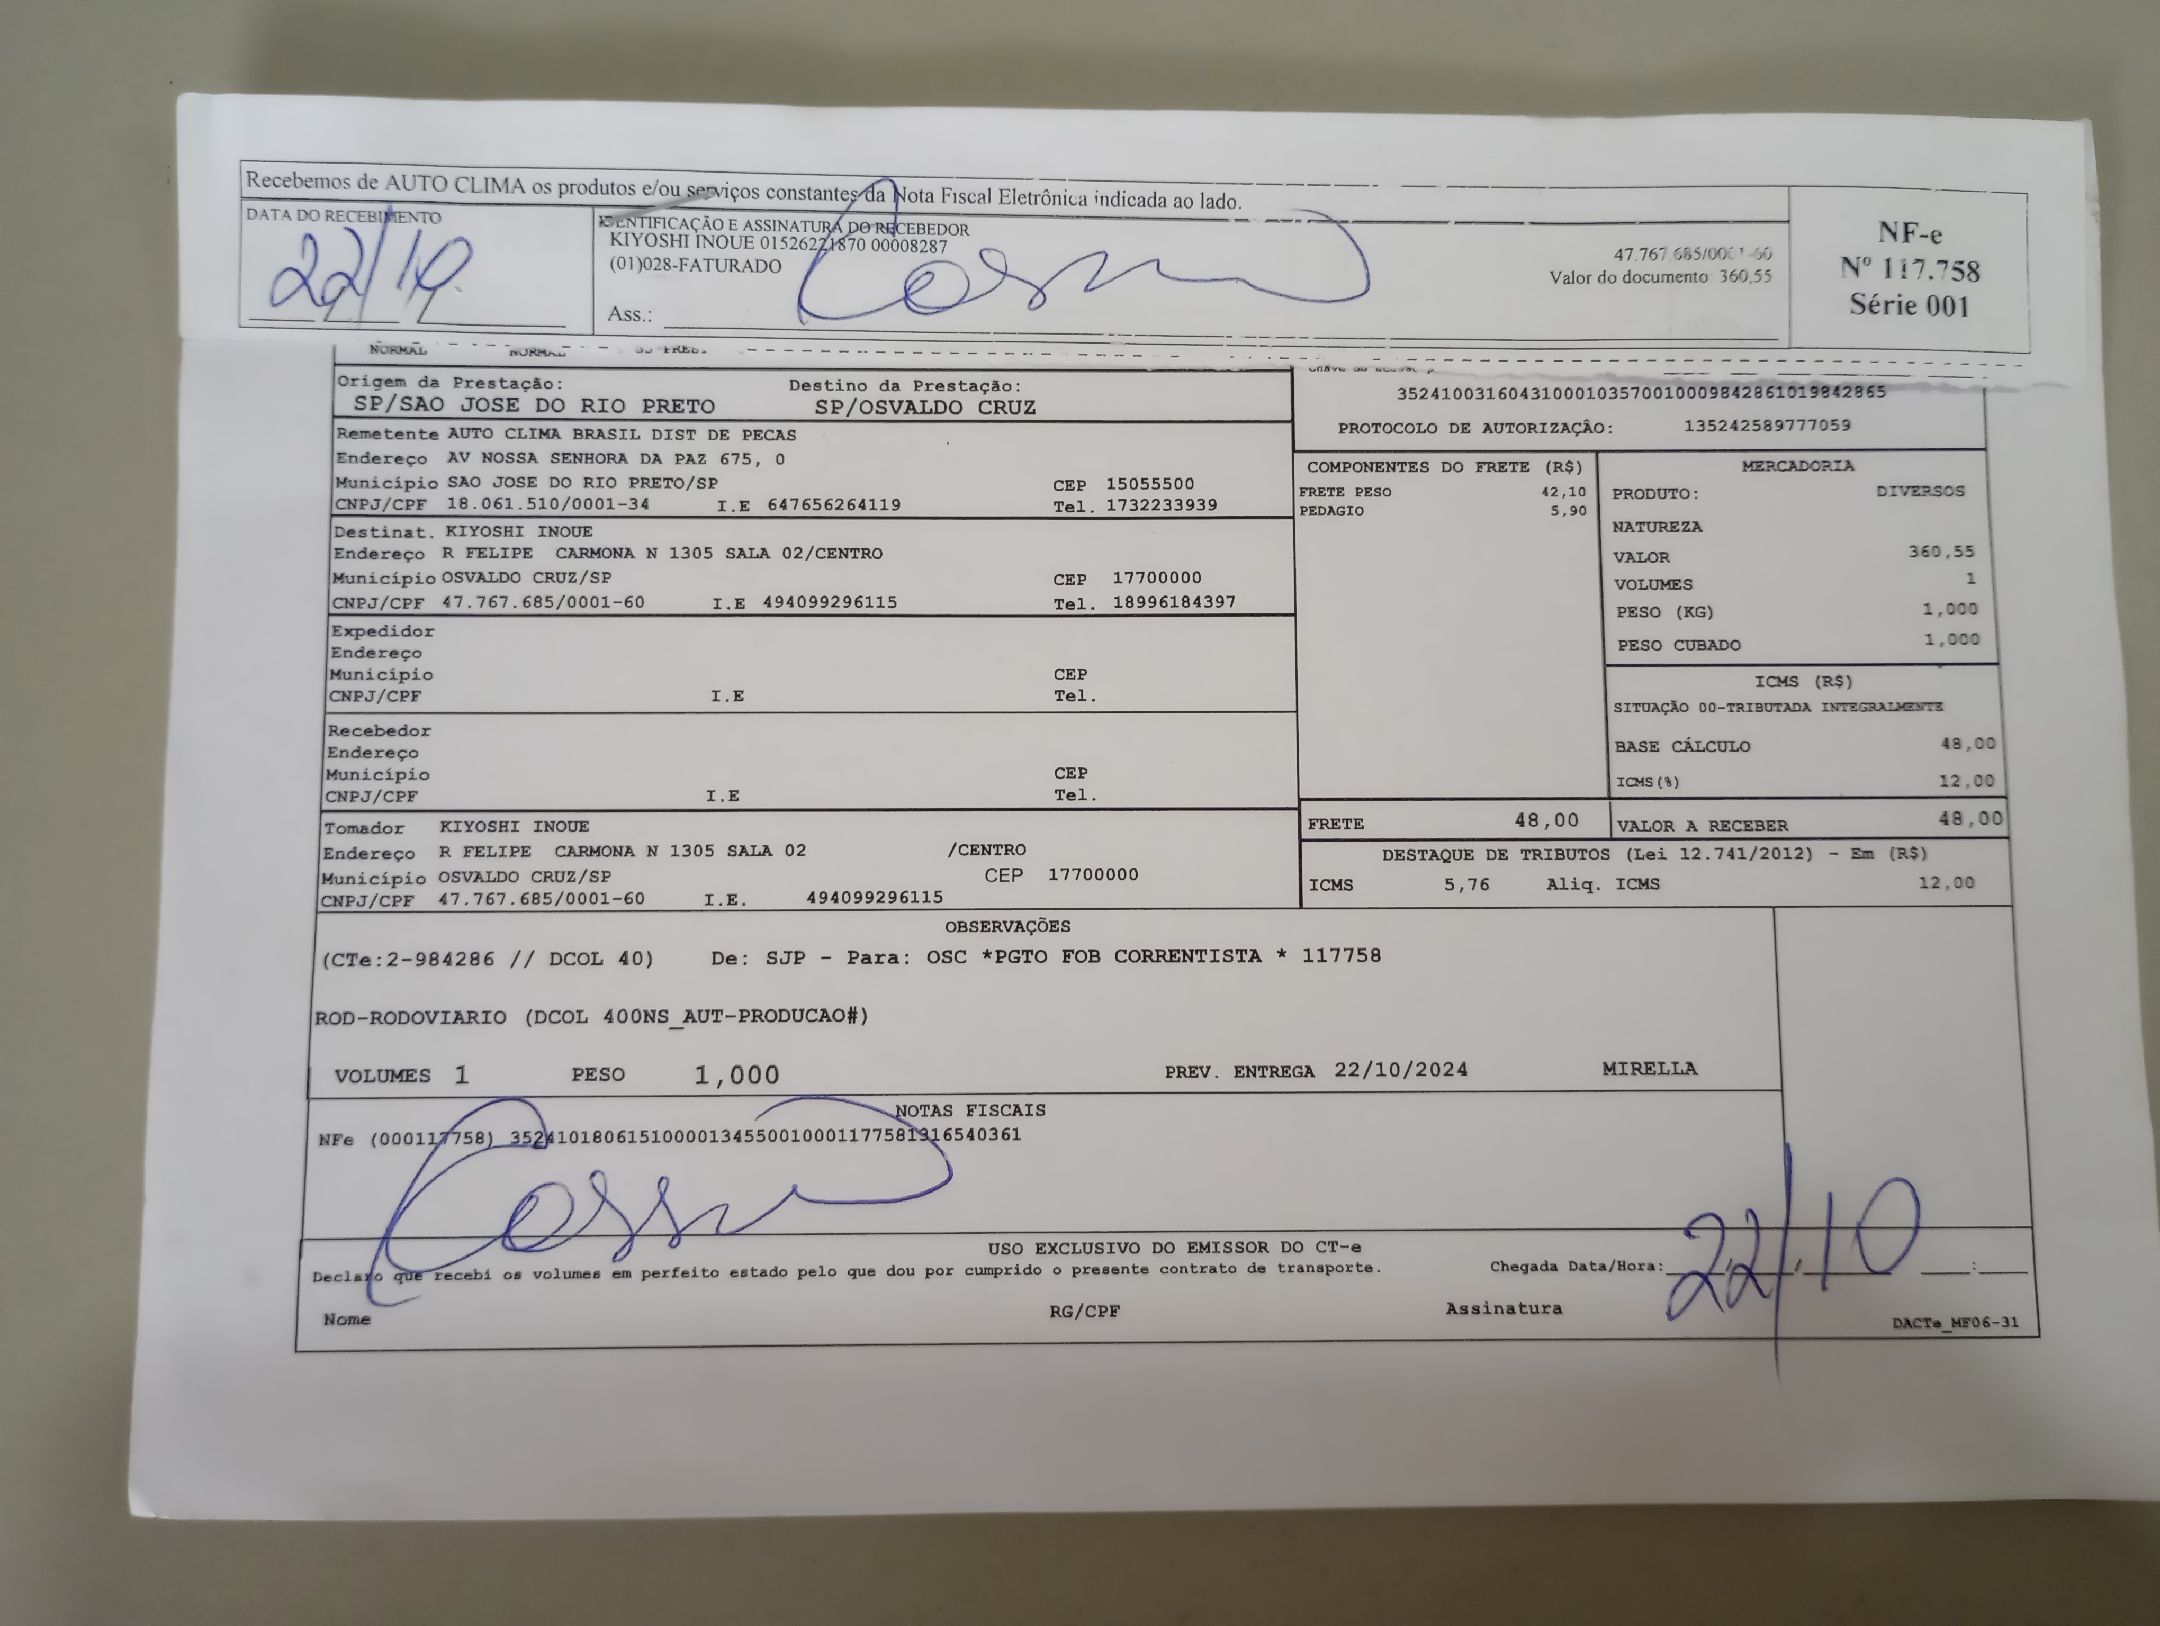 Recebemos de AUTO CLIMA os produtos e/ou serviços constantes da Nota Fiscal Eletrônica indicada ao lado.
DATA DO RECEBIMENTO
22/10
IDENTIFICAÇÃO E ASSINATURA DO RECEBEDOR
KIYOSHI INOUE 01526221870 00008287
(01)028-FATURADO
Ass.:
47.767.685/0001-60
Valor do documento 360,55
NF-e
Nº 117.758
Série 001
NORMAL NORMAL
Origem da Prestação: Destino da Prestação:
SP/SAO JOSE DO RIO PRETO SP/OSVALDO CRUZ
35241003160431000103570010009842861019842865
PROTOCOLO DE AUTORIZAÇÃO: 135242589777059
Remetente AUTO CLIMA BRASIL DIST DE PECAS
Endereço AV NOSSA SENHORA DA PAZ 675, 0
Município SAO JOSE DO RIO PRETO/SP CEP 15055500
CNPJ/CPF 18.061.510/0001-34 I.E 647656264119 Tel. 1732233939
Destinat. KIYOSHI INOUE
Endereço R FELIPE CARMONA N 1305 SALA 02/CENTRO
Município OSVALDO CRUZ/SP CEP 17700000
CNPJ/CPF 47.767.685/0001-60 I.E 494099296115 Tel. 18996184397
Expedidor
Endereço
Município CEP
CNPJ/CPF I.E Tel.
Recebedor
Endereço
Município CEP
CNPJ/CPF I.E Tel.
Tomador KIYOSHI INOUE
Endereço R FELIPE CARMONA N 1305 SALA 02 /CENTRO
Município OSVALDO CRUZ/SP CEP 17700000
CNPJ/CPF 47.767.685/0001-60 I.E. 494099296115
COMPONENTES DO FRETE (R$)
FRETE PESO 42,10
PEDAGIO 5,90
MERCADORIA
PRODUTO: DIVERSOS
NATUREZA
VALOR 360,55
VOLUMES 1
PESO (KG) 1,000
PESO CUBADO 1,000
ICMS (R$)
SITUAÇÃO 00-TRIBUTADA INTEGRALMENTE
BASE CÁLCULO 48,00
ICMS(%) 12,00
FRETE 48,00 VALOR A RECEBER 48,00
DESTAQUE DE TRIBUTOS (Lei 12.741/2012) - Em (R$)
ICMS 5,76 Aliq. ICMS 12,00
OBSERVAÇÕES
(CTe:2-984286 // DCOL 40) De: SJP - Para: OSC *PGTO FOB CORRENTISTA * 117758
ROD-RODOVIARIO (DCOL 400NS_AUT-PRODUCAO#)
VOLUMES 1 PESO 1,000 PREV. ENTREGA 22/10/2024 MIRELLA
NOTAS FISCAIS
NFe (000117758) 35241018061510000134550010001177581316540361
USO EXCLUSIVO DO EMISSOR DO CT-e
Declaro que recebi os volumes em perfeito estado pelo que dou por cumprido o presente contrato de transporte. Chegada Data/Hora: 22/10
Nome RG/CPF Assinatura
DACTe_MF06-31